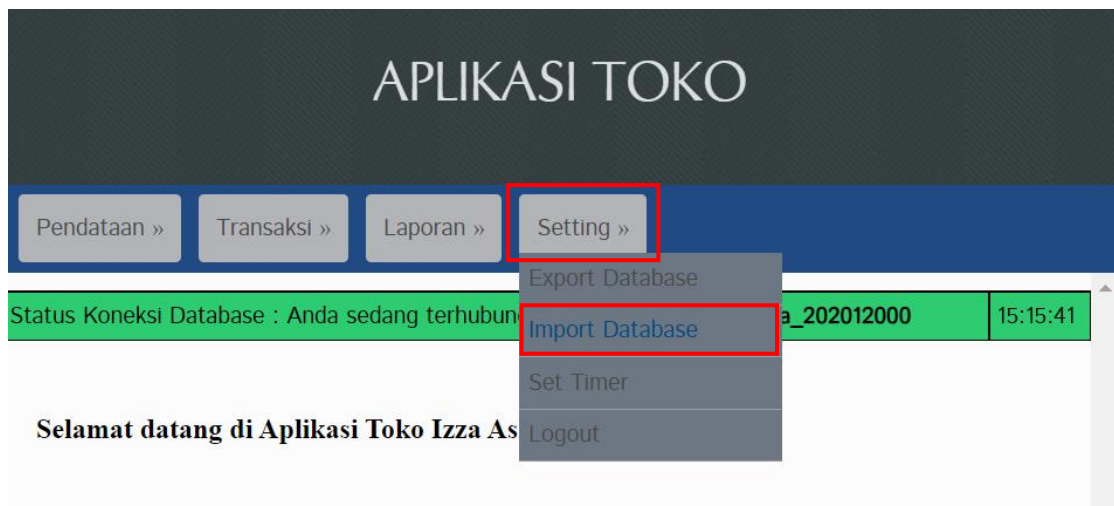 APLIKASI TOKO
Pendataan » Transaksi » Laporan » Setting »
Export Database
Status Koneksi Database : Anda sedang a_202012000 15:15:41
Import Database
Set Timer
Selamat datang di Aplikasi Toko Izza As
Logout